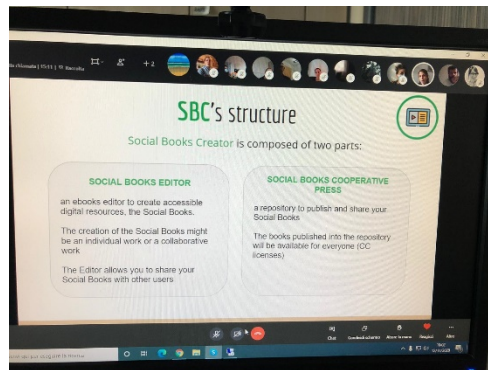 +2
SBC's structure
Social Books Creator is composed of two parts:
SOCIAL BOOKS EDITOR
an ebooks editor to create accessible
digital resources, the Social Books.
The creation of the Social Books might
be an individual work or a collaborative
work
The Editor allows you to share your
Social Books with other users
SOCIAL BOOKS COOPERATIVE
PRESS
a repository to publish and share your
Social Books
The books published into the repository
will be available for everyone (CC
licenses)
Chat